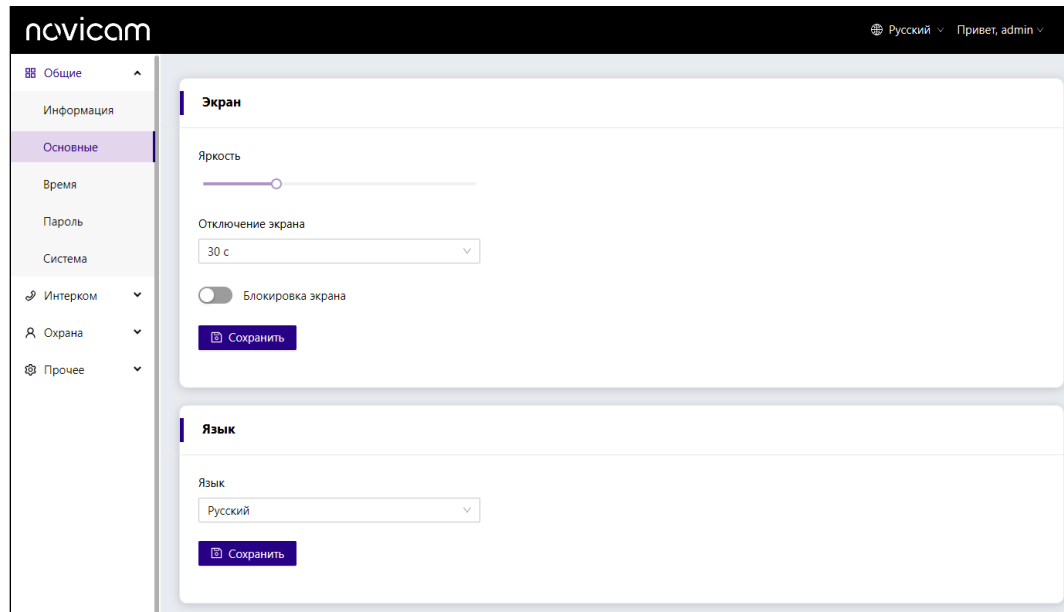 novicam
Русский Привет, admin
Общие
Информация
Основные
Время
Пароль
Система
Интерком
Охрана
Прочее
Экран
Яркость
Отключение экрана
30 с
Блокировка экрана
Сохранить
Язык
Язык
Русский
Сохранить